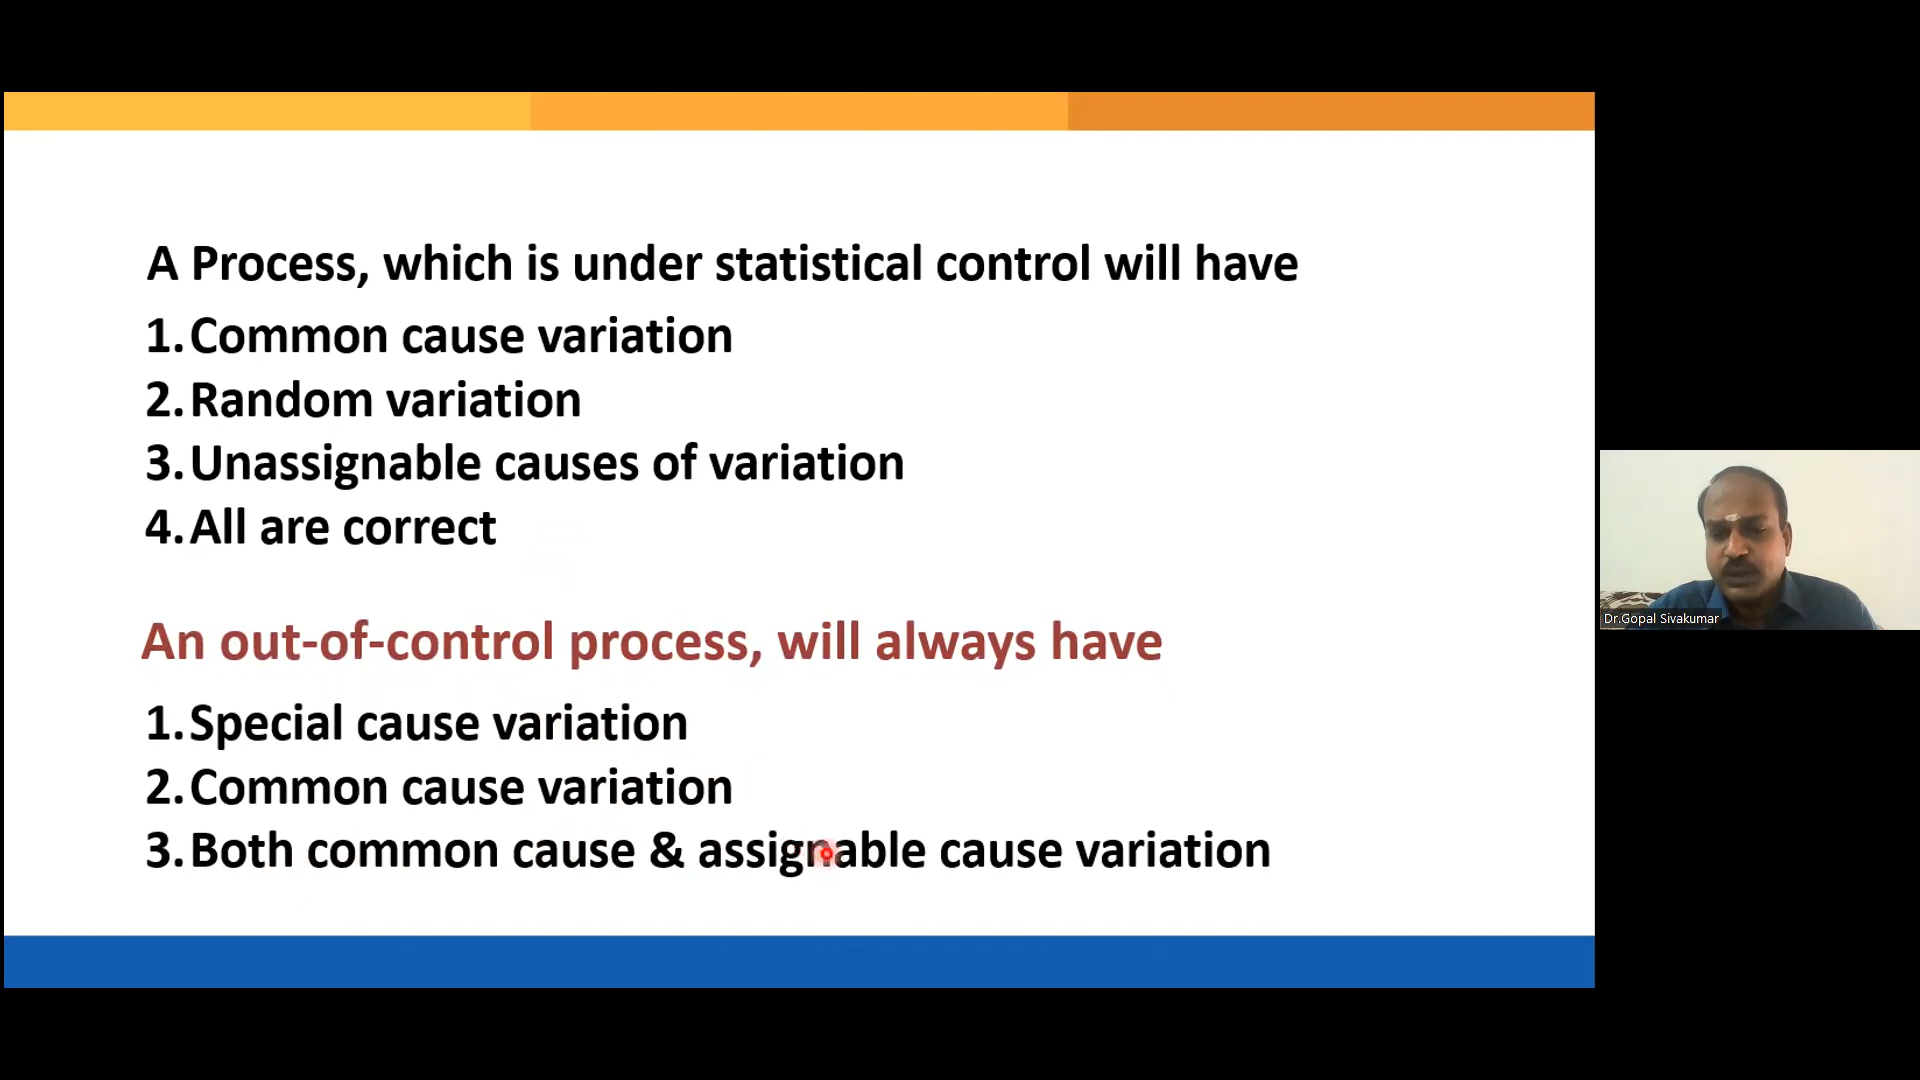 A Process, which is under statistical control will have
1. Common cause variation
2. Random variation
3. Unassignable causes of variation
4. All are correct
An out-of-control process, will always have
1. Special cause variation
2. Common cause variation
3. Both common cause & assignable cause variation
Dr.Gopal Sivakumar